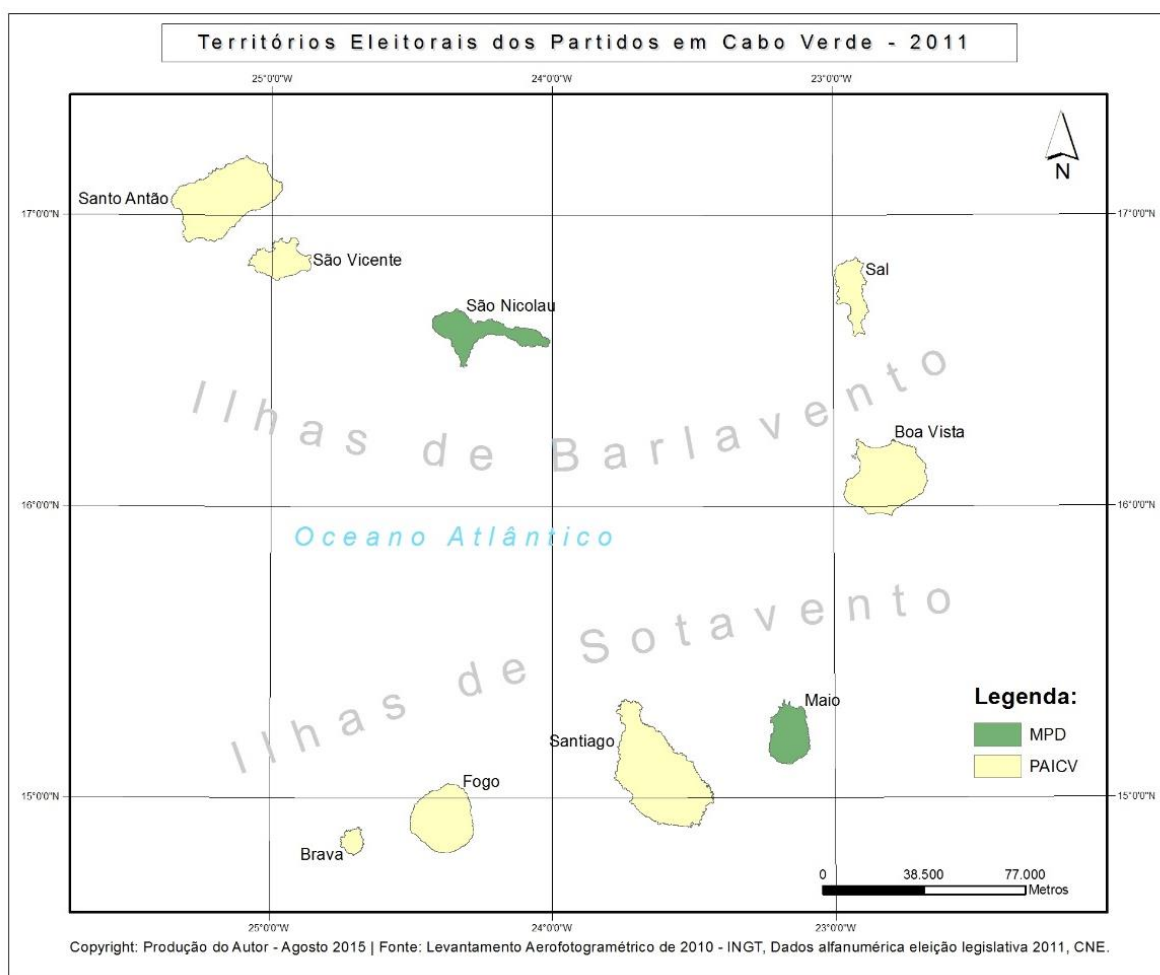 Territórios Eleitorais dos Partidos em Cabo Verde - 2011
25°0'0"W 24°0'0"W 23°0'0"W
N
Santo Antão
17°0'0"N 17°0'0"N
São Vicente
Sal
São Nicolau
Ilhas de Barlavento
Boa Vista
16°0'0"N 16°0'0"N
Oceano Atlântico
Ilhas de Sotavento
Maio
Legenda:
MPD
PAICV
Santiago
Fogo
15°0'0"N 15°0'0"N
Brava
0 38.500 77.000
Metros
25°0'0"W 24°0'0"W 23°0'0"W
Copyright: Produção do Autor - Agosto 2015 | Fonte: Levantamento Aerofotogramétrico de 2010 - INGT, Dados alfanumérica eleição legislativa 2011, CNE.